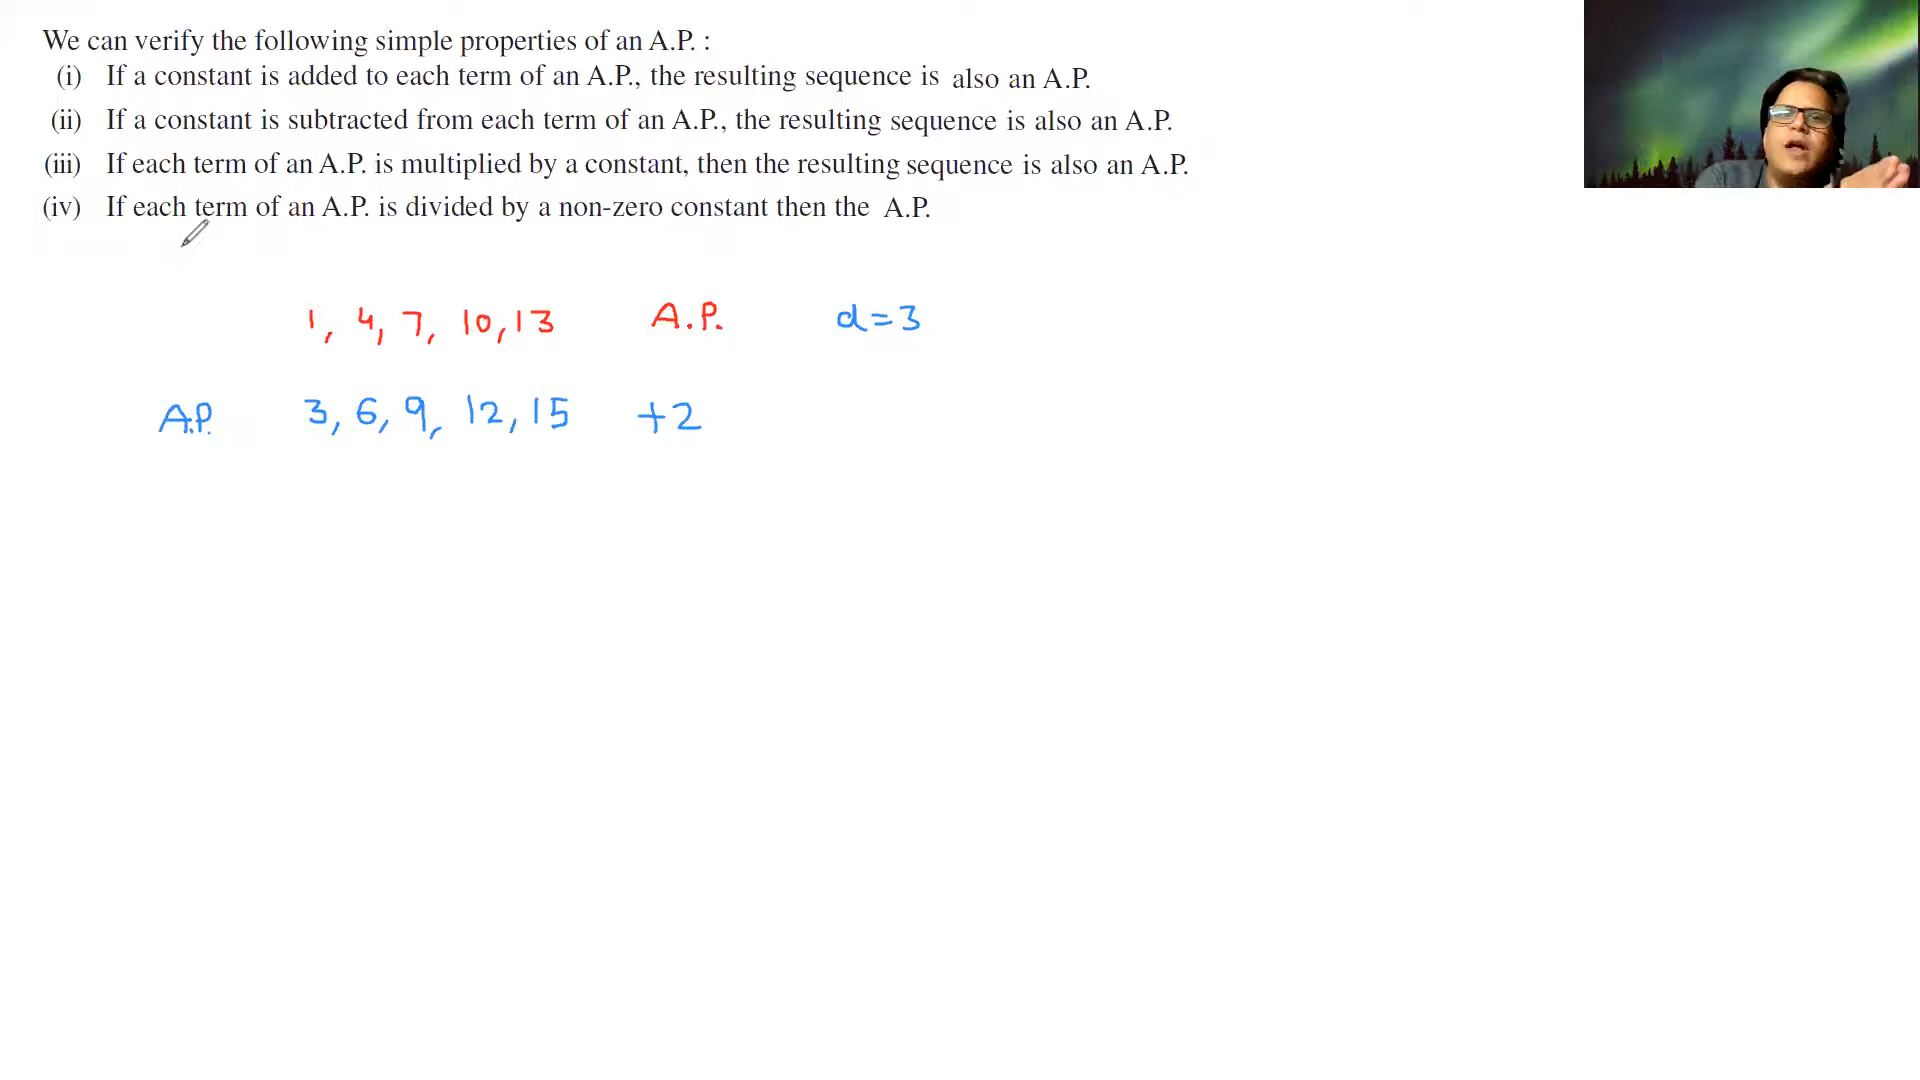 We can verify the following simple properties of an A.P. :
(i) If a constant is added to each term of an A.P., the resulting sequence is also an A.P.
(ii) If a constant is subtracted from each term of an A.P., the resulting sequence is also an A.P.
(iii) If each term of an A.P. is multiplied by a constant, then the resulting sequence is also an A.P.
(iv) If each term of an A.P. is divided by a non-zero constant then the A.P.
1, 4, 7, 10, 13 A.P. d=3
A.P. 3, 6, 9, 12, 15 +2